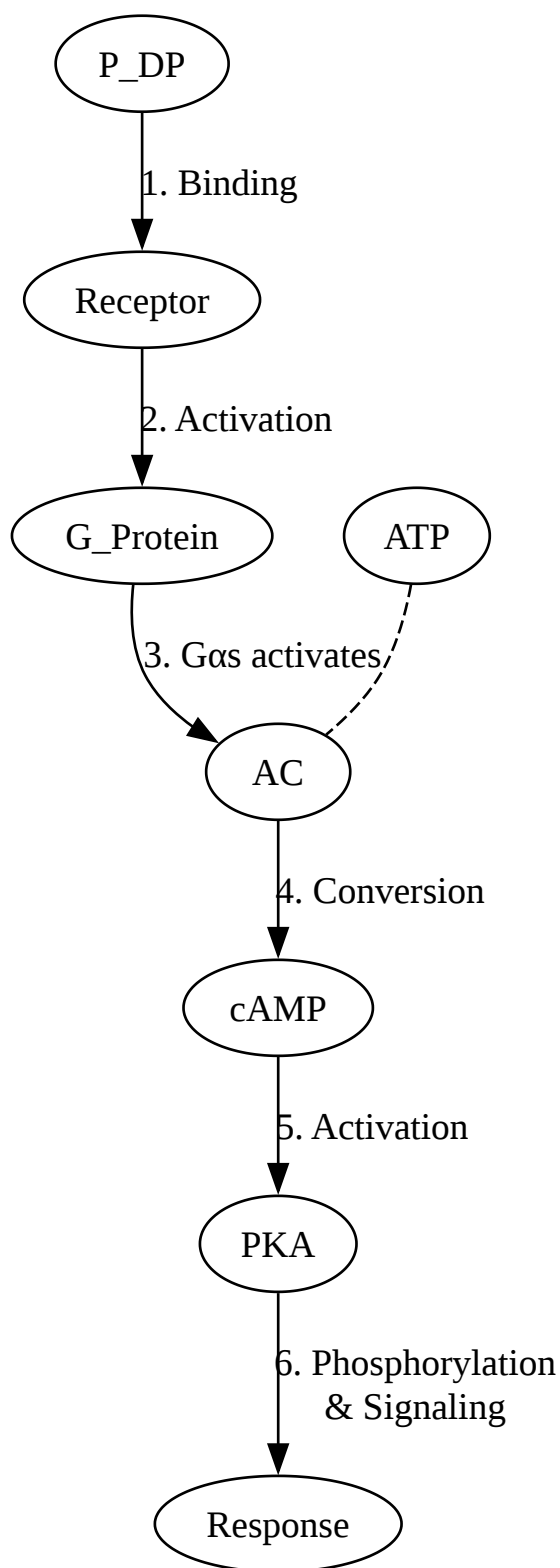 P_DP
1. Binding
Receptor
2. Activation
G_Protein
ATP
3. Gαs activates
AC
4. Conversion
cAMP
5. Activation
PKA
6. Phosphorylation
& Signaling
Response